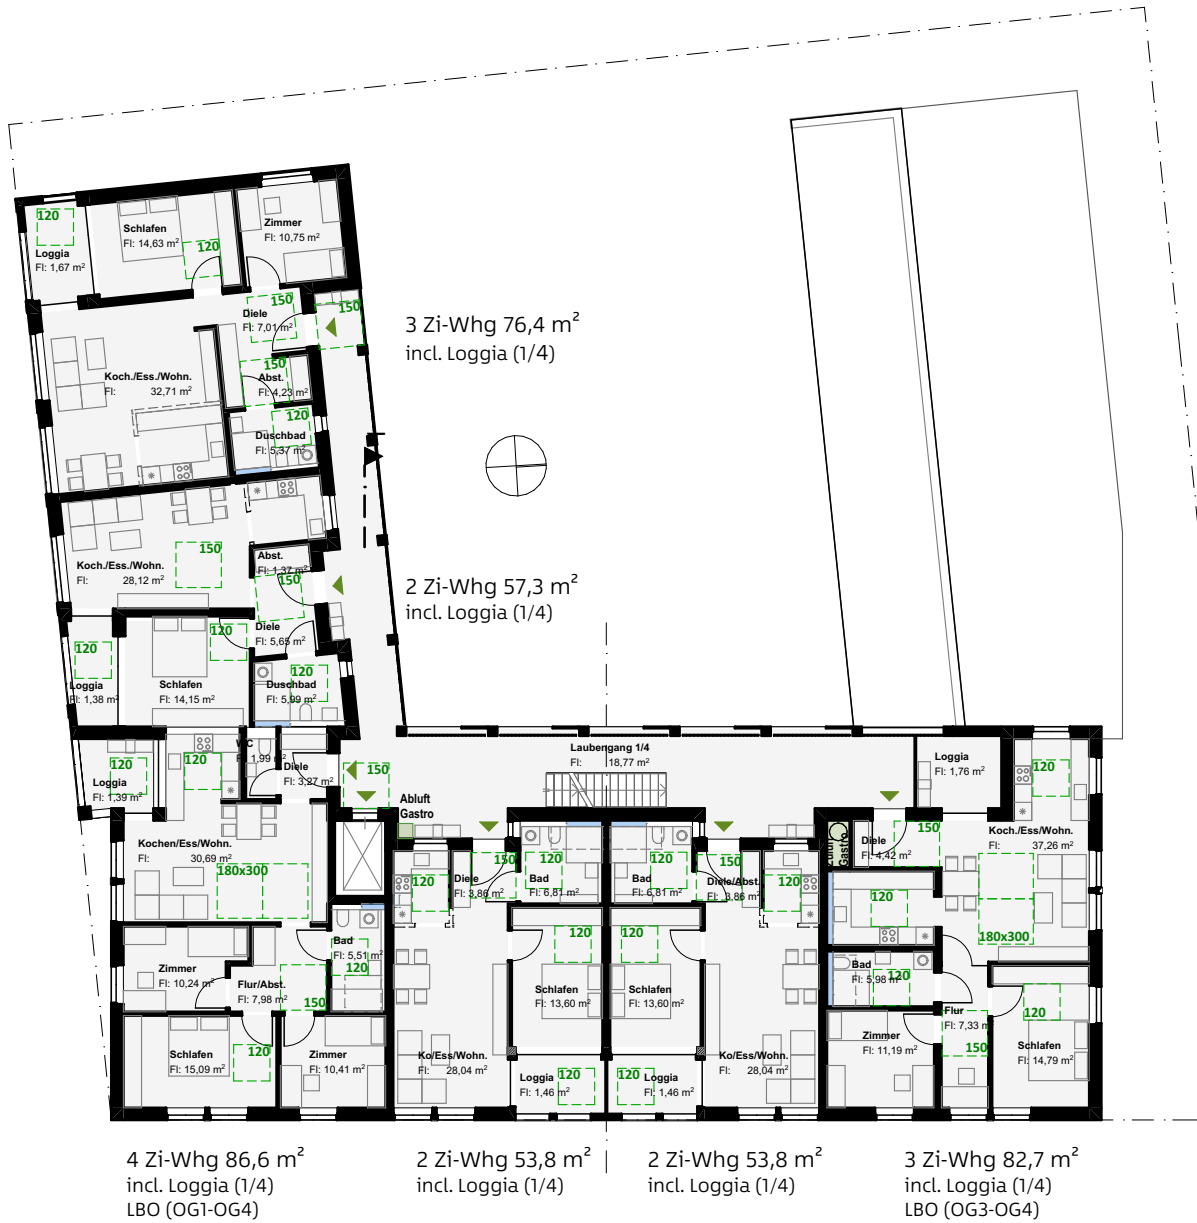 120
Loggia
Fl: 1,67 m²
Schlafen
Fl: 14,63 m²
120
Zimmer
Fl: 10,75 m²
150
Diele
Fl: 7,01 m²
150
3 Zi-Whg 76,4 m²
incl. Loggia (1/4)
Koch./Ess./Wohn.
Fl: 32,71 m²
150
Abst.
Fl: 4,23 m²
120
Duschbad
Fl: 5,37 m²
150
Koch./Ess./Wohn.
Fl: 28,12 m²
Abst.
Fl: 1,37 m²
150
Diele
Fl: 5,65 m²
2 Zi-Whg 57,3 m²
incl. Loggia (1/4)
120
Loggia
Fl: 1,38 m²
120
Schlafen
Fl: 14,15 m²
120
Duschbad
Fl: 5,99 m²
120
Loggia
Fl: 1,39 m²
120
WC
Fl: 1,99 m²
Diele
Fl: 3,27 m²
150
Laubengang 1/4
Fl: 18,77 m²
Abluft
Gastro
Loggia
Fl: 1,76 m²
120
Kochen/Ess/Wohn.
Fl: 30,69 m²
180x300
120
Diele
Fl: 3,86 m²
150
120
Bad
Fl: 6,81 m²
120
Bad
Fl: 6,81 m²
150
Diele/Abst.
Fl: 3,86 m²
120
Zuluft
Gastro
Diele
Fl: 4,42 m²
150
Koch./Ess/Wohn.
Fl: 37,26 m²
180x300
120
Zimmer
Fl: 10,24 m²
Flur/Abst.
Fl: 7,98 m²
150
Bad
Fl: 5,51 m²
120
120
Schlafen
Fl: 13,60 m²
120
Schlafen
Fl: 13,60 m²
Bad
Fl: 5,98 m²
120
Flur
Fl: 7,33 m
150
120
Schlafen
Fl: 14,79 m²
Zimmer
Fl: 11,19 m²
Schlafen
Fl: 15,09 m²
120
Zimmer
Fl: 10,41 m²
Ko/Ess/Wohn.
Fl: 28,04 m²
Loggia
Fl: 1,46 m²
120
120
Loggia
Fl: 1,46 m²
Ko/Ess/Wohn.
Fl: 28,04 m²
4 Zi-Whg 86,6 m²
incl. Loggia (1/4)
LBO (OG1-OG4)
2 Zi-Whg 53,8 m²
incl. Loggia (1/4)
2 Zi-Whg 53,8 m²
incl. Loggia (1/4)
3 Zi-Whg 82,7 m²
incl. Loggia (1/4)
LBO (OG3-OG4)